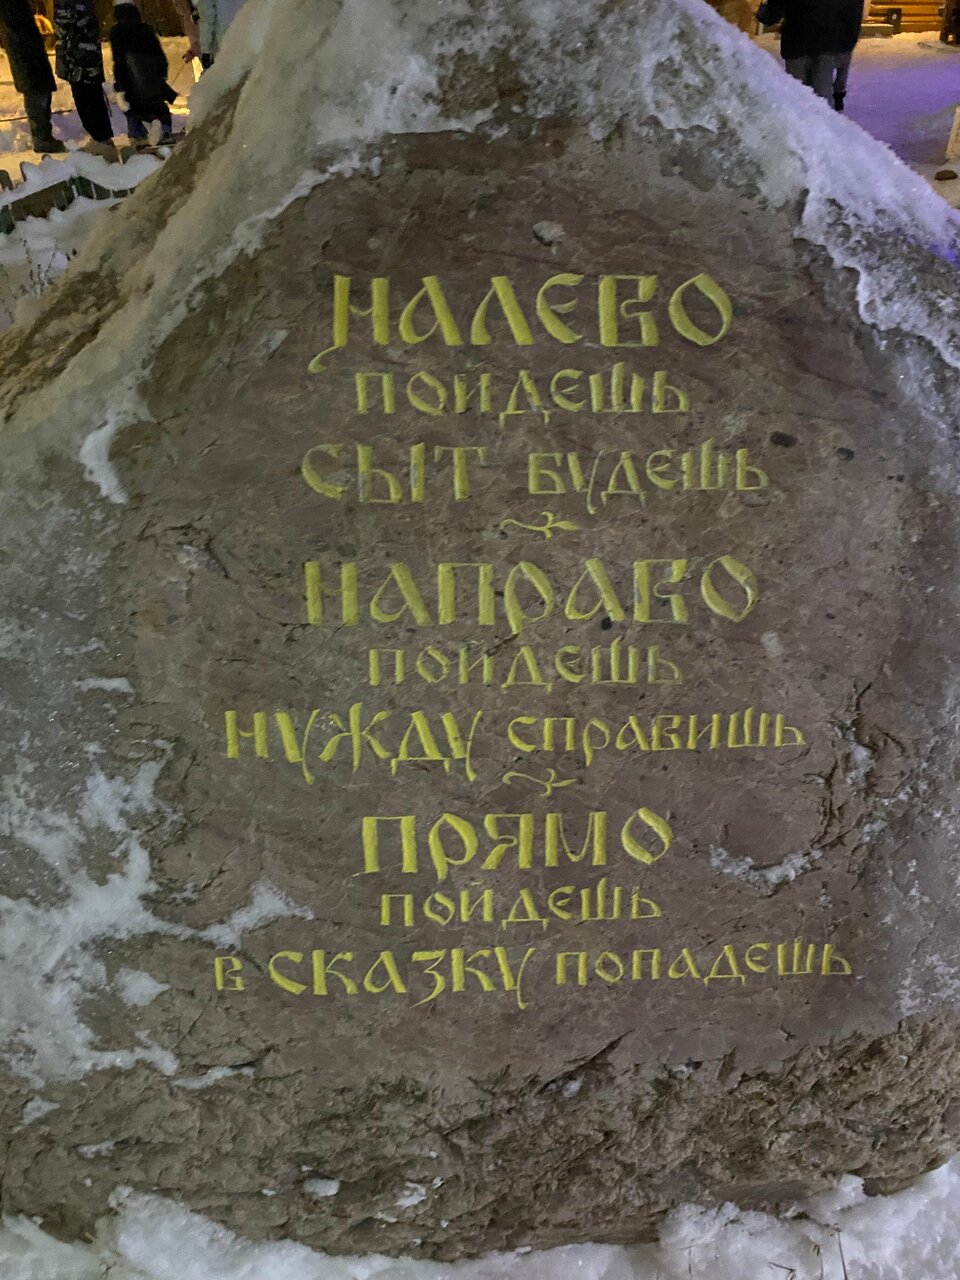 НАЛЕВО
ПОЙДЕШЬ
СЫТ БУДЕШЬ
НАПРАВО
ПОЙДЕШЬ
НУЖДУ СПРАВИШЬ
ПРЯМО
ПОЙДЕШЬ
В СКАЗКУ ПОПАДЕШЬ